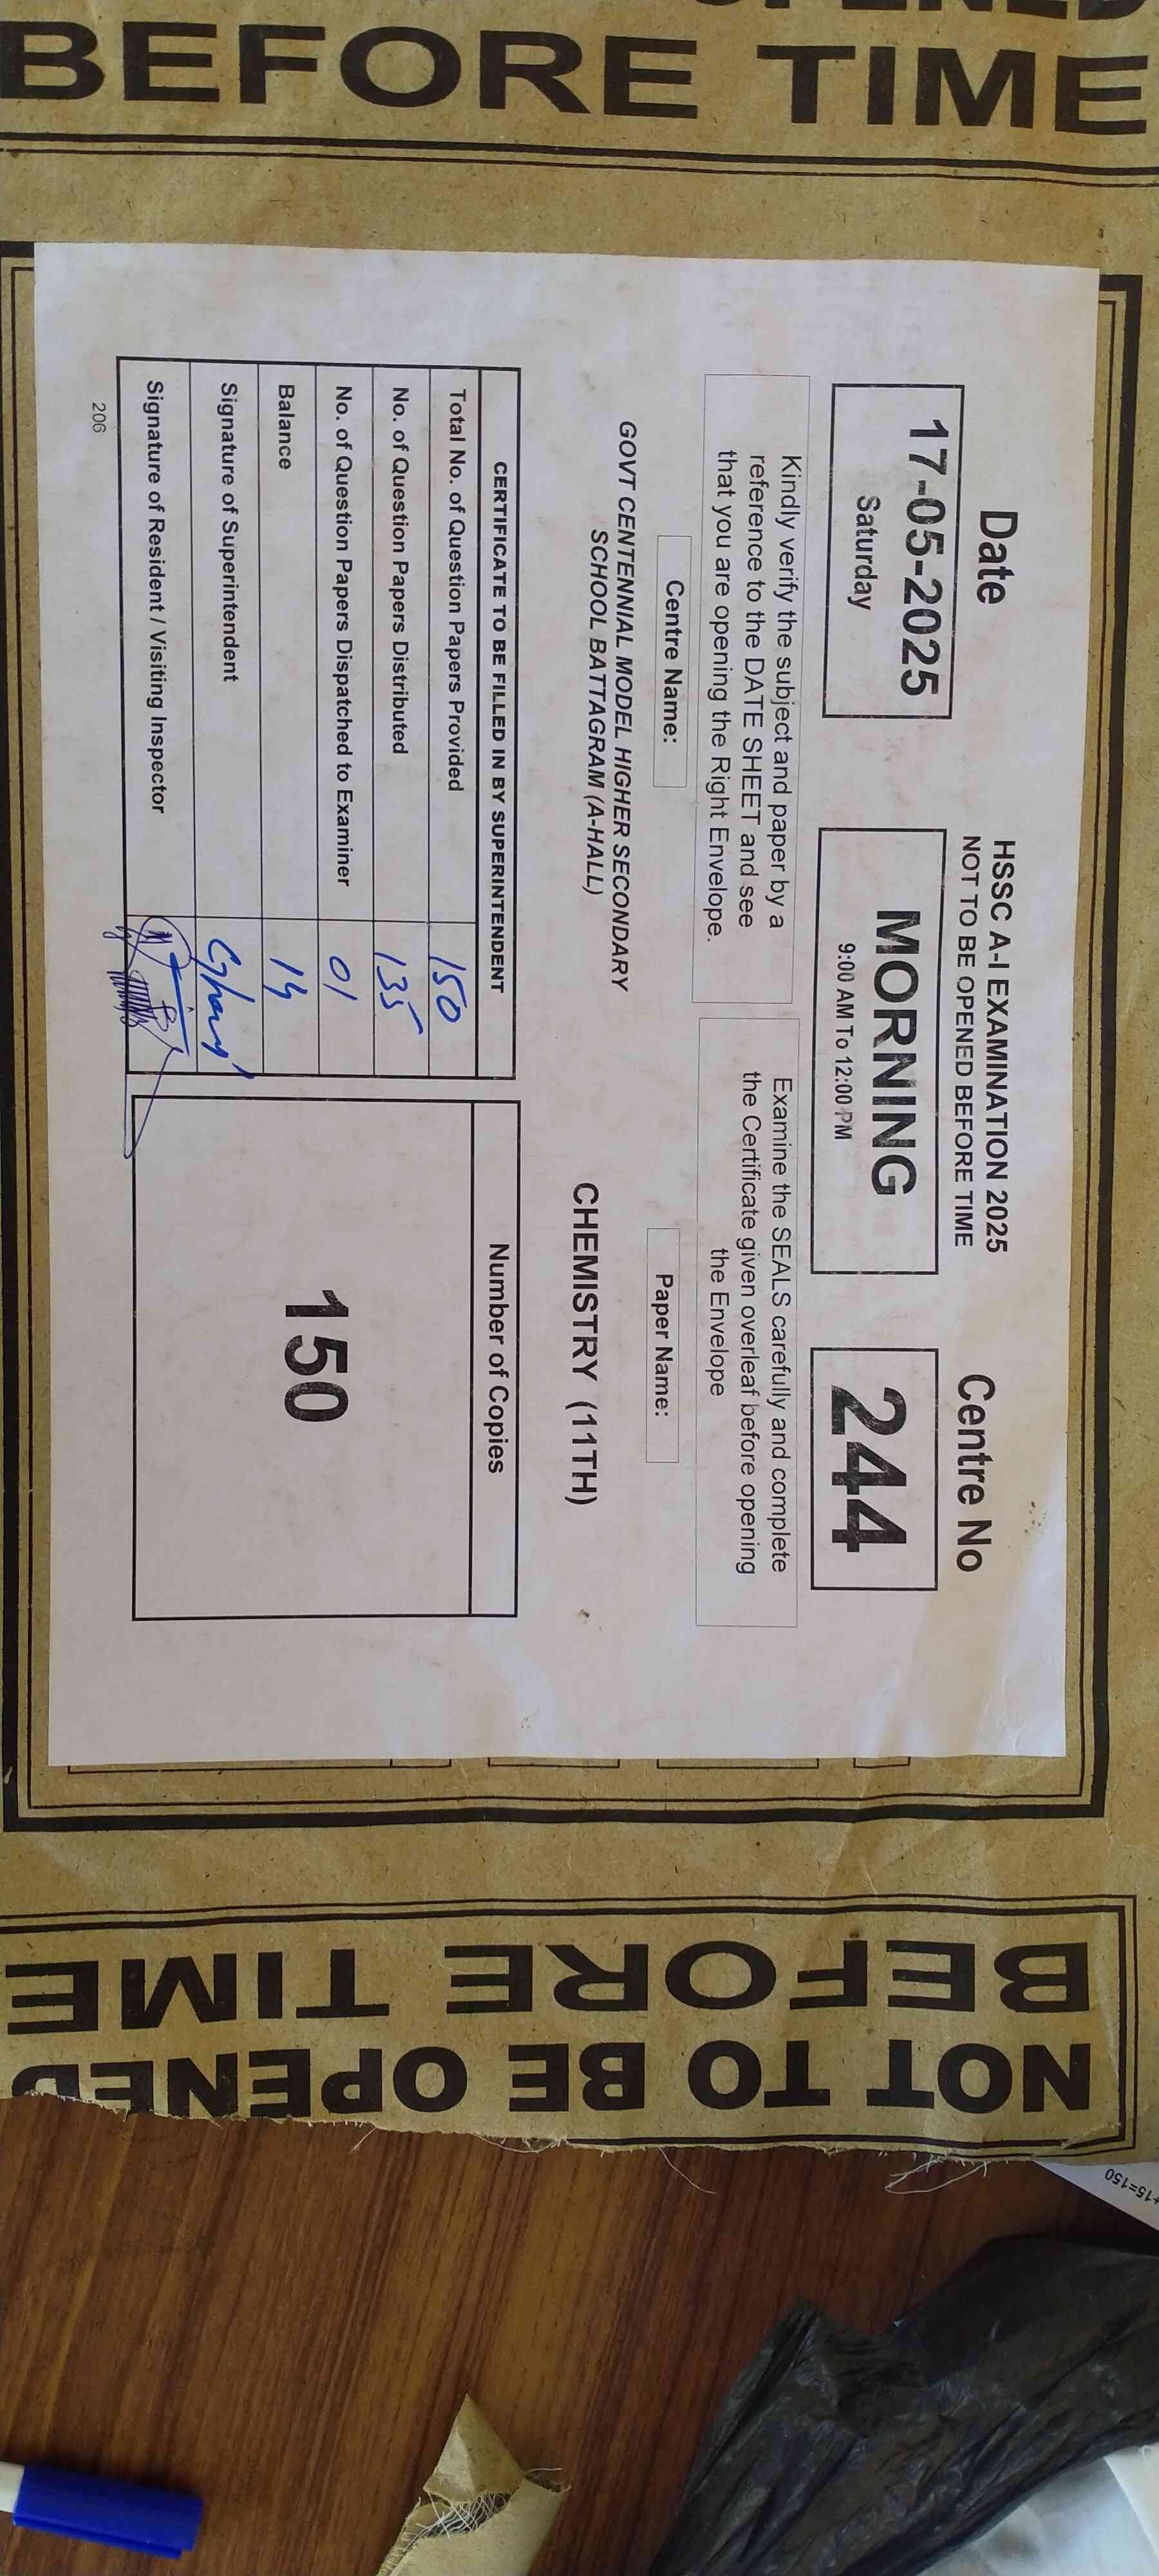 OPENED
BEFORE TIME
HSSC A-I EXAMINATION 2025
NOT TO BE OPENED BEFORE TIME
Date
17-05-2025
Saturday
MORNING
9:00 AM To 12:00 PM
Centre No
244
Kindly verify the subject and paper by a
reference to the DATE SHEET and see
that you are opening the Right Envelope.
Examine the SEALS carefully and complete
the Certificate given overleaf before opening
the Envelope
Centre Name:
GOVT CENTENNIAL MODEL HIGHER SECONDARY
SCHOOL BATTAGRAM (A-HALL)
Paper Name:
CHEMISTRY (11TH)
CERTIFICATE TO BE FILLED IN BY SUPERINTENDENT
Total No. of Question Papers Provided 150
No. of Question Papers Distributed 135
No. of Question Papers Dispatched to Examiner 01
Balance 14
Signature of Superintendent
Signature of Resident / Visiting Inspector
Number of Copies
150
206
NOT TO BE OPENED
BEFORE TIME
+15=150